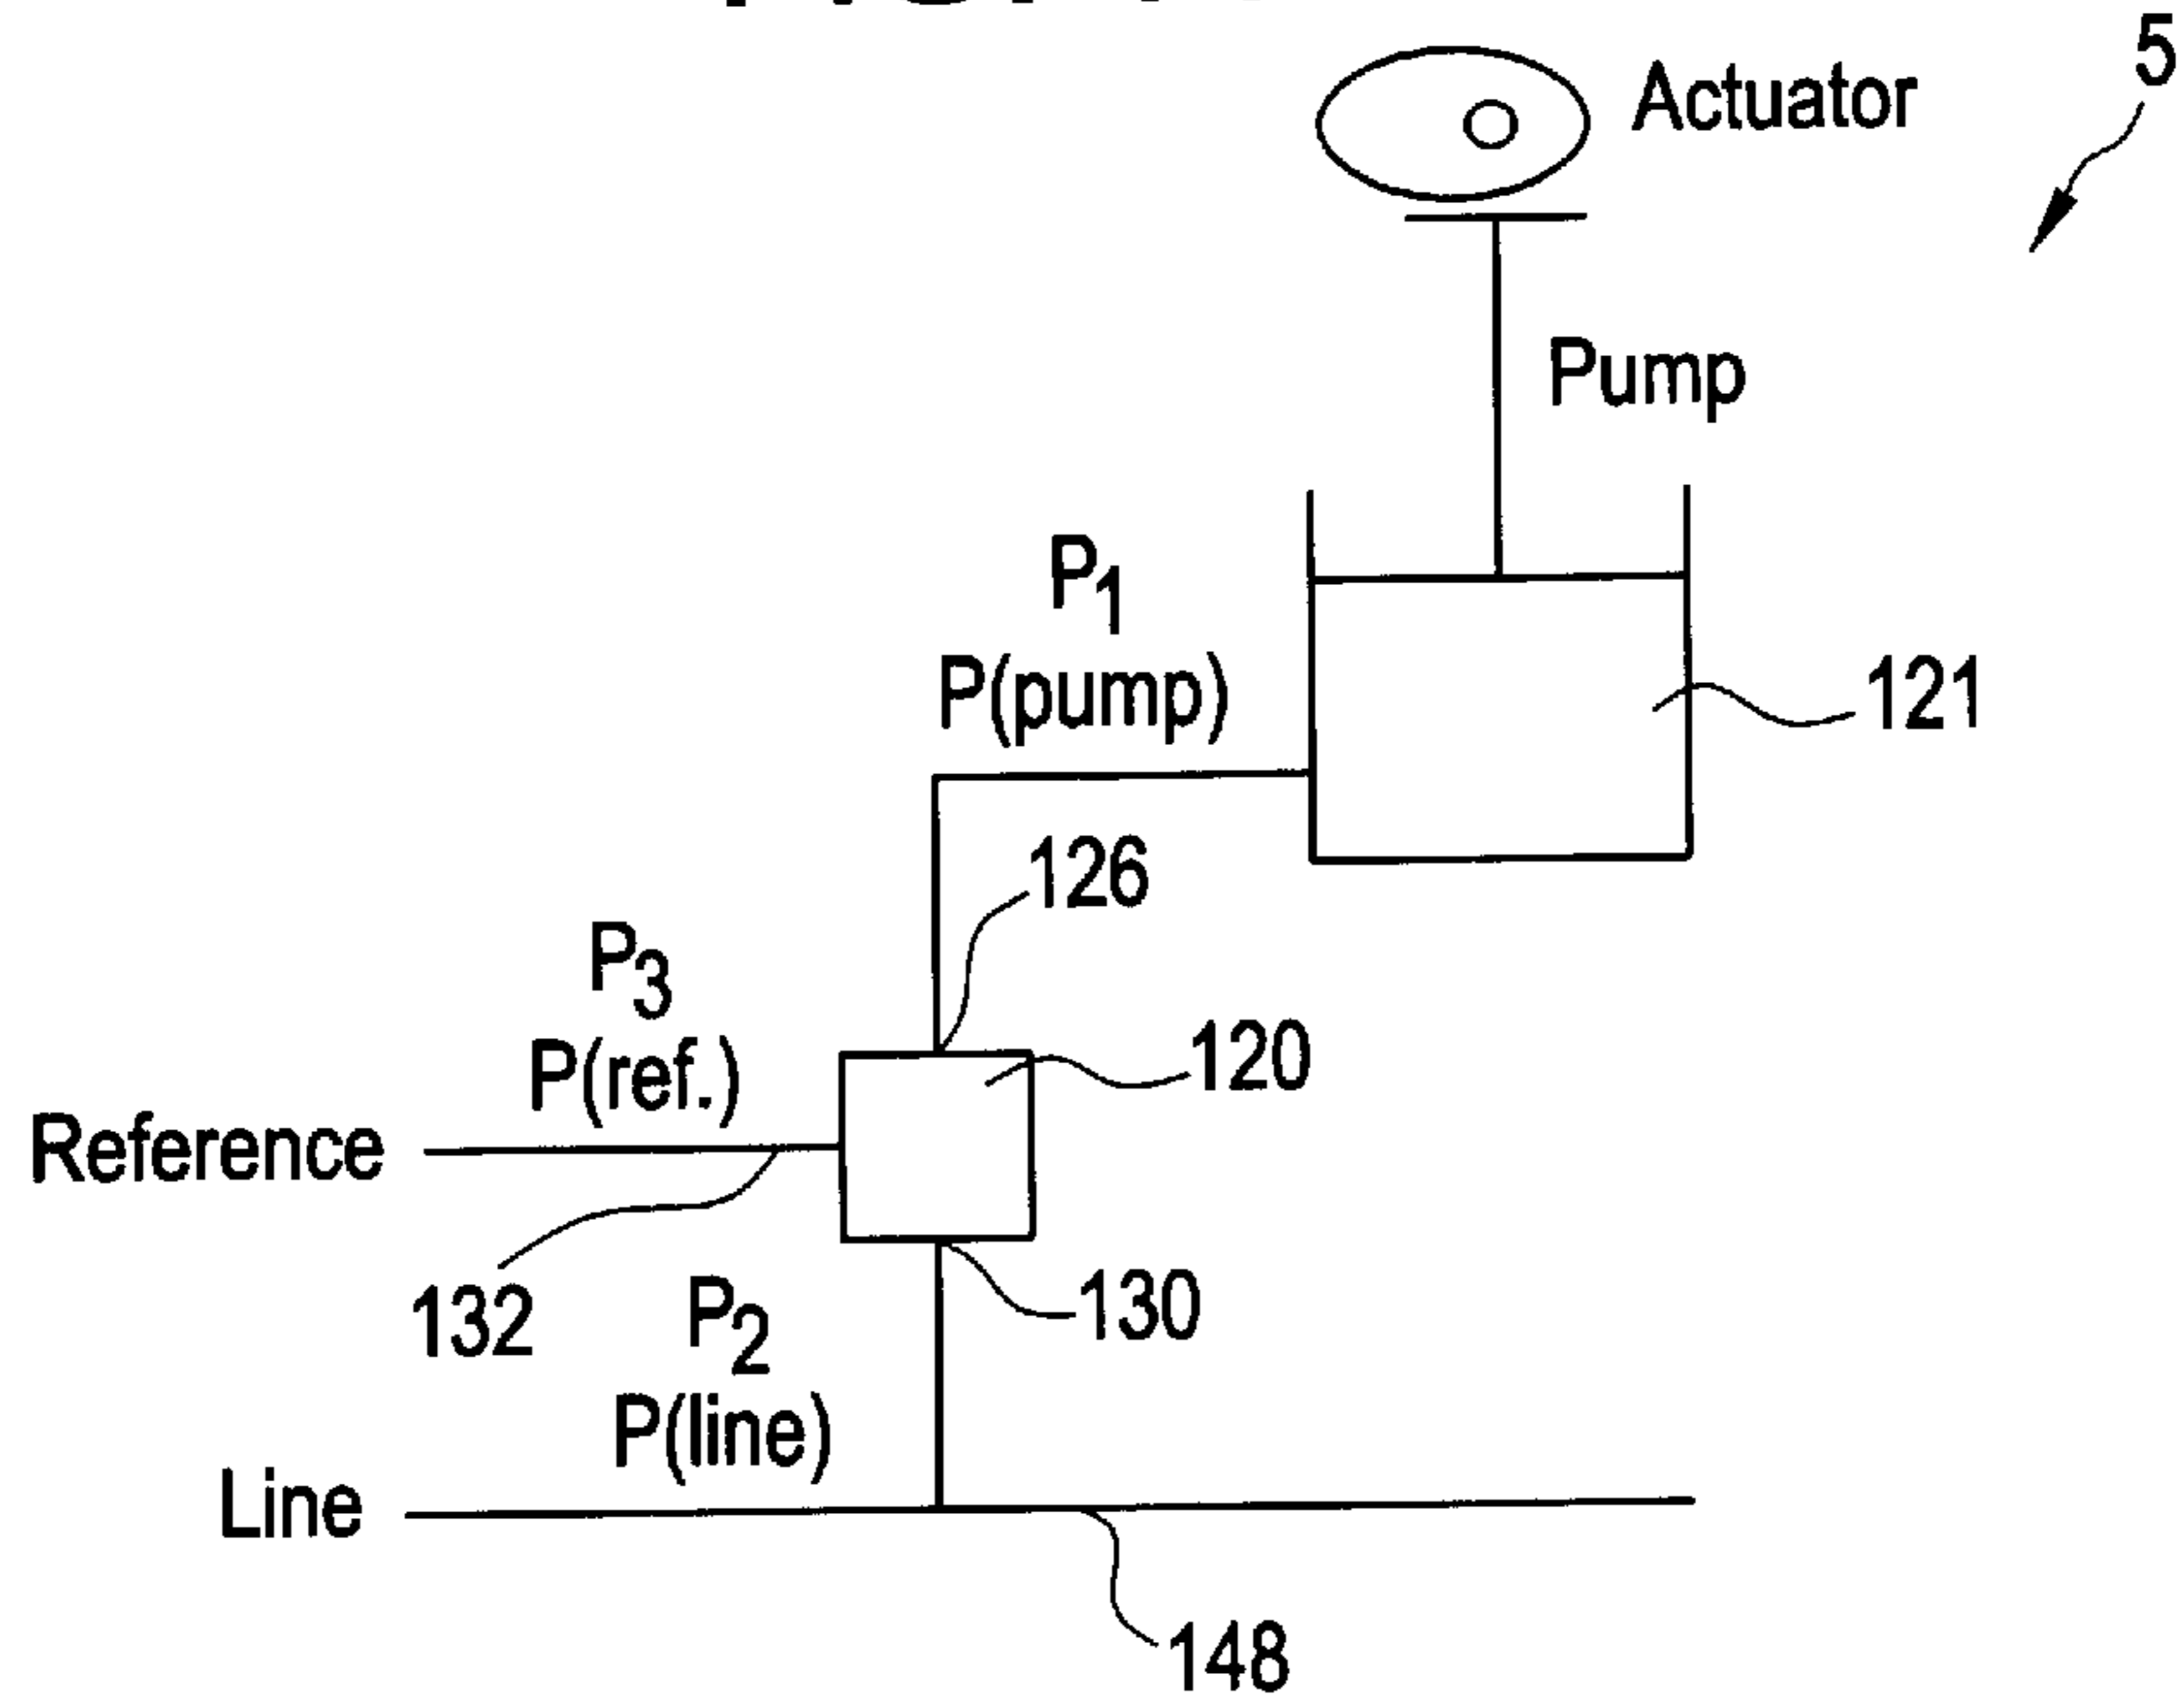 5
Actuator
Pump
P1
P(pump)
121
126
P3
P(ref.)
120
Reference
132
P2
130
P(line)
Line
148